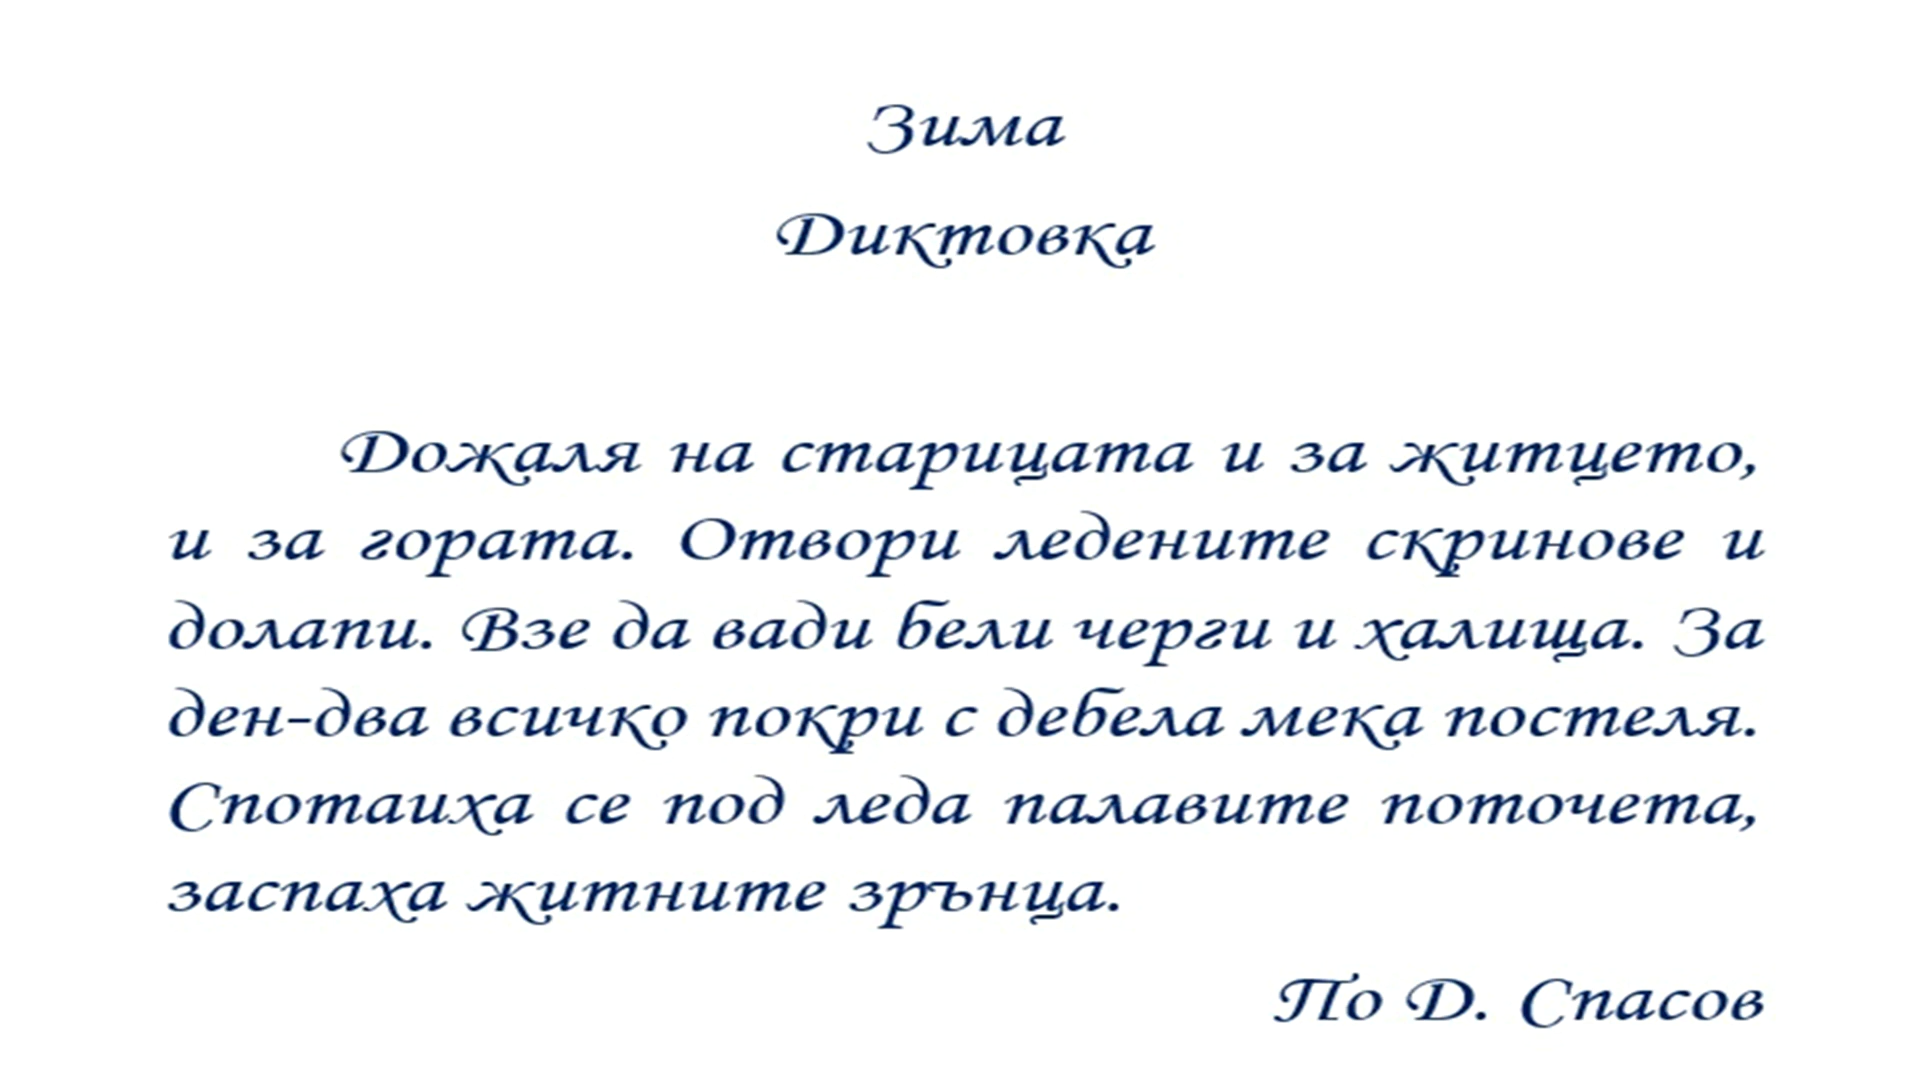 Зима
Диктовка
Дожаля на старицата и за житцето,
и за гората. Отвори ледените скринове и
долапи. Взе да вади бели черги и халища. За
ден-два всичко покри с дебела мека постеля.
Спотаиха се под леда палавите поточета,
заспаха житните зрънца.
По Д. Спасов